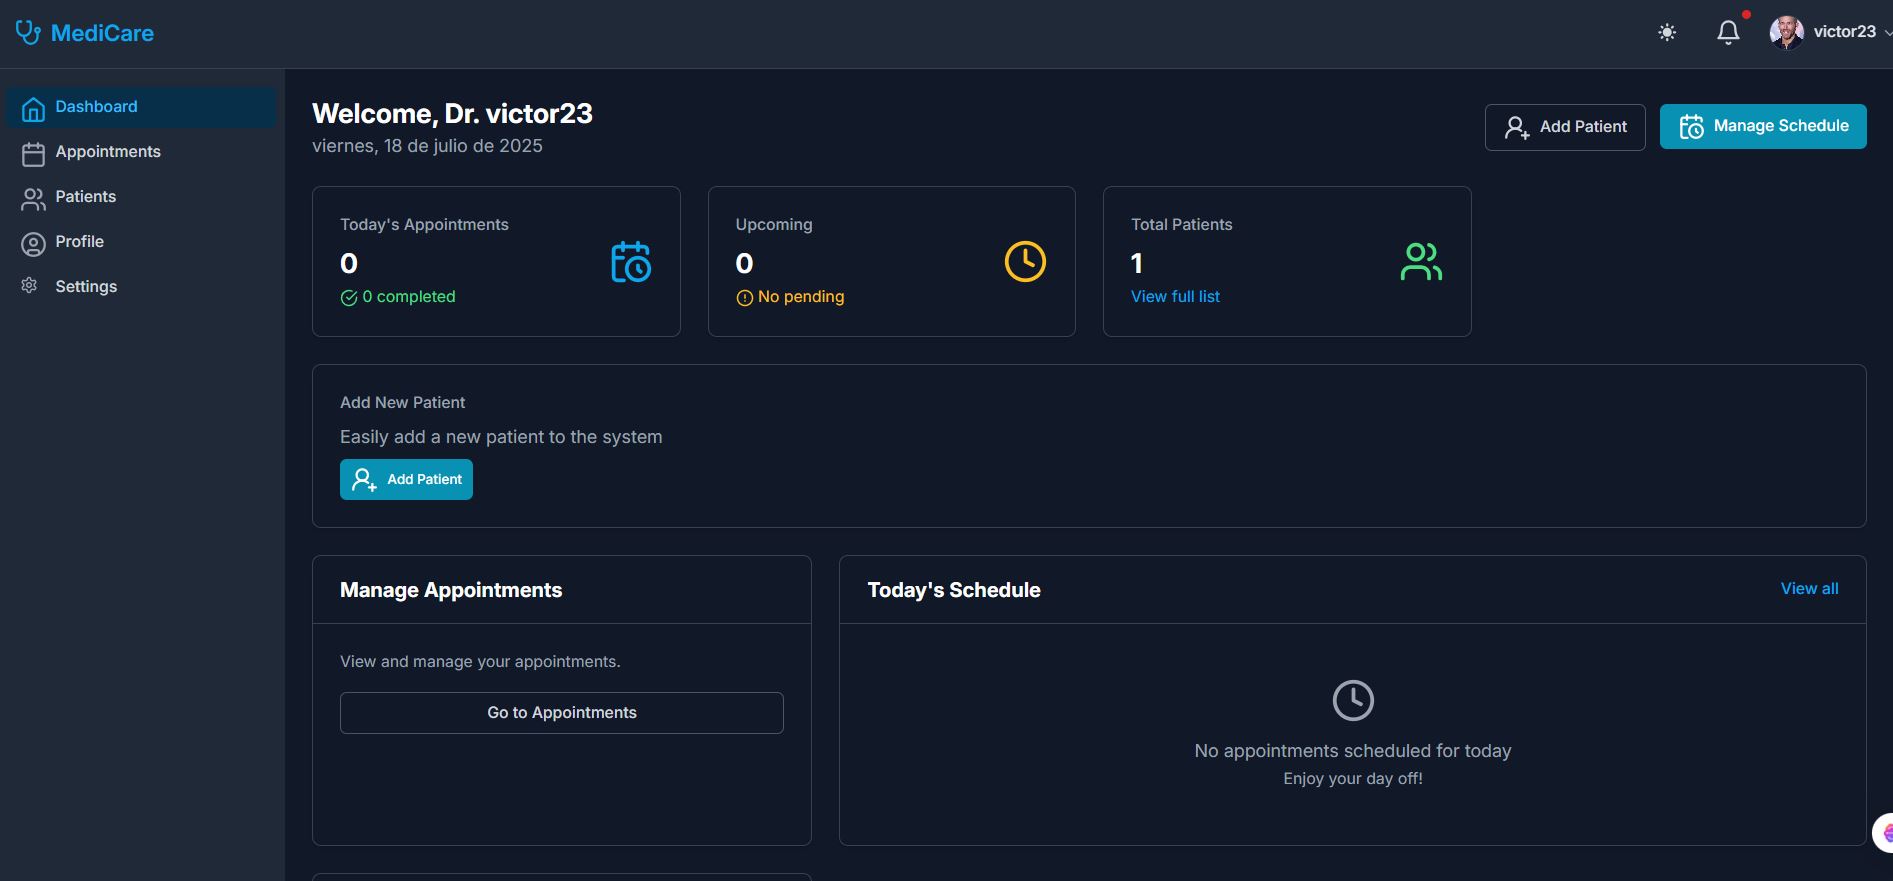 MediCare
victor23
Dashboard
Appointments
Patients
Profile
Settings
Welcome, Dr. victor23
viernes, 18 de julio de 2025
Add Patient
Manage Schedule
Today's Appointments
0
0 completed
Upcoming
0
No pending
Total Patients
1
View full list
Add New Patient
Easily add a new patient to the system
Add Patient
Manage Appointments
View and manage your appointments.
Go to Appointments
Today's Schedule
View all
No appointments scheduled for today
Enjoy your day off!